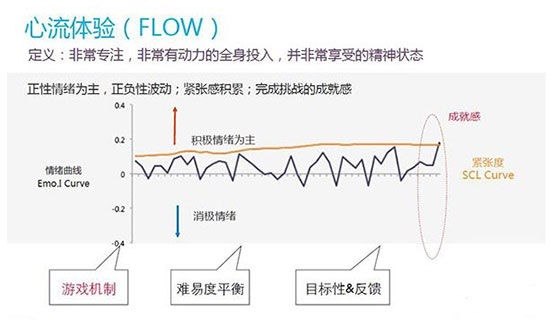 心流体验（FLOW）
定义：非常专注，非常有动力的全身投入，并非常享受的精神状态
正性情绪为主，正负性波动；紧张感积累；完成挑战的成就感
0.4
成就感
积极情绪为主
0.2
情绪曲线
Emo.l Curve
紧张度
SCL Curve
0
-0.2
消极情绪
-0.4
游戏机制
难易度平衡
目标性&反馈